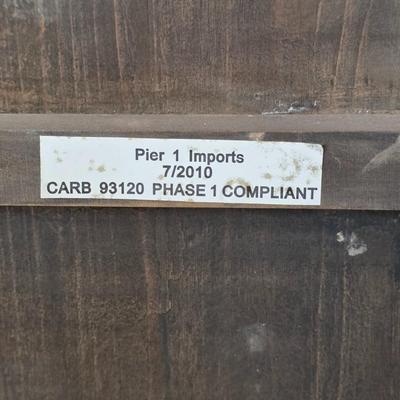 Pier 1 Imports
7/2010
CARB 93120 PHASE 1 COMPLIANT